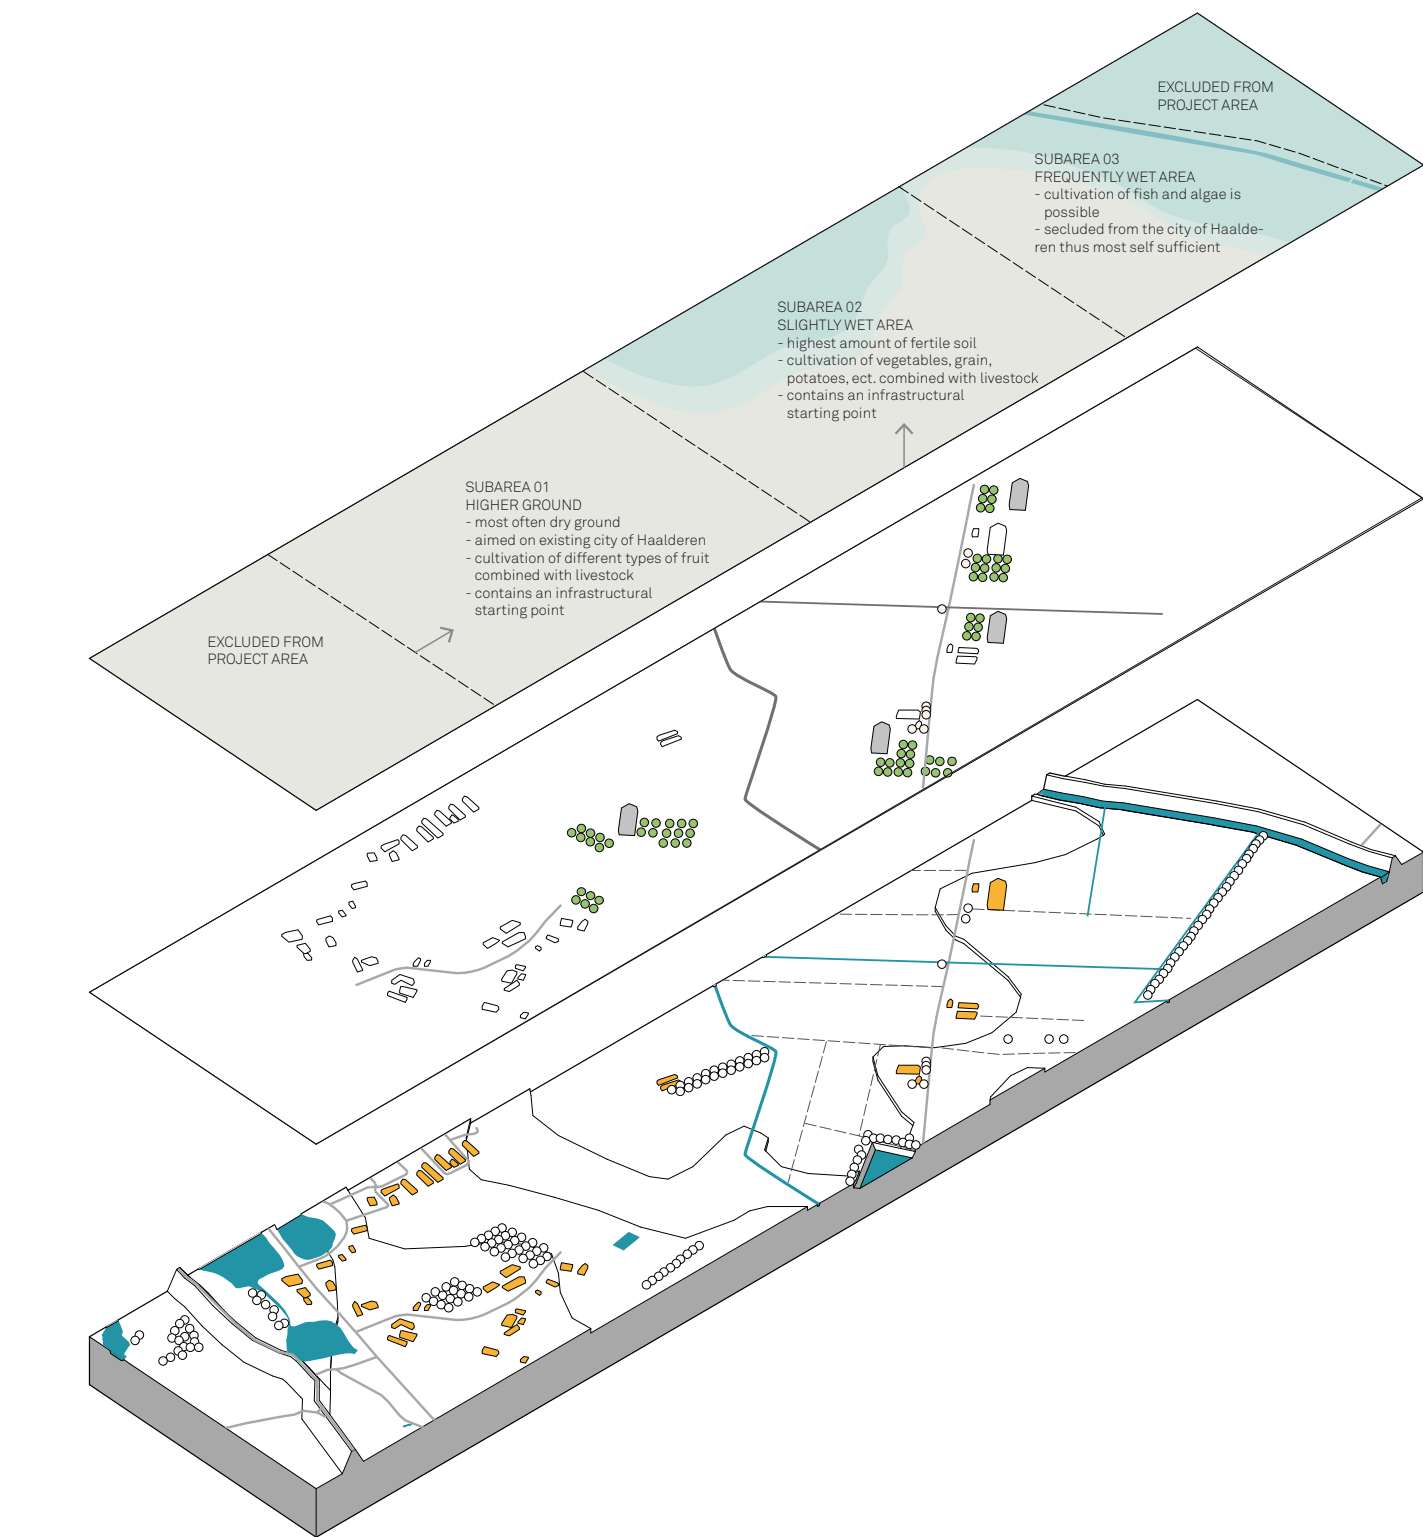 EXCLUDED FROM
PROJECT AREA
SUBAREA 03
FREQUENTLY WET AREA
- cultivation of fish and algae is
possible
- secluded from the city of Haalde-
ren thus most self sufficient
SUBAREA 02
SLIGHTLY WET AREA
- highest amount of fertile soil
- cultivation of vegetables, grain,
potatoes, ect. combined with livestock
- contains an infrastructural
starting point
SUBAREA 01
HIGHER GROUND
- most often dry ground
- aimed on existing city of Haalderen
- cultivation of different types of fruit
combined with livestock
- contains an infrastructural
starting point
EXCLUDED FROM
PROJECT AREA